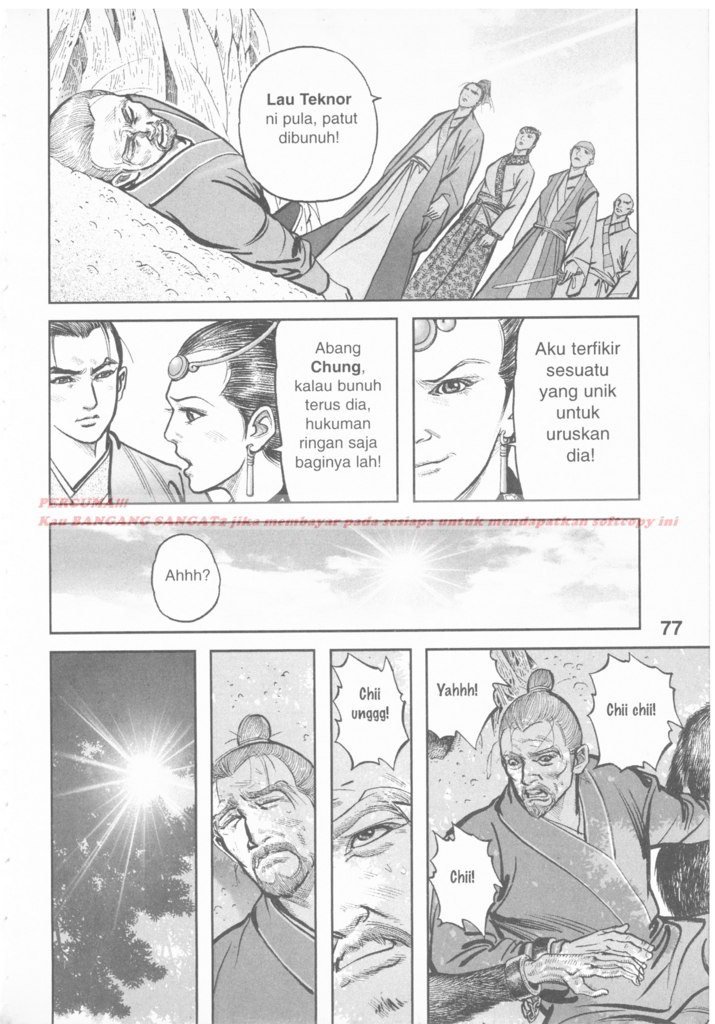 Lau Teknor
ni pula, patut
dibunuh!
Abang
Chung,
kalau bunuh
terus dia,
hukuman
ringan saja
baginya lah!
Aku terfikir
sesuatu
yang unik
untuk
uruskan
dia!
PERCUMA!!!
Kau BANGANG SANGAT2 jika membayar pada sesiapa untuk mendapatkan softcopy ini
Ahhh?
77
Chii
unggg!
Yahhh!
Chii chii!
Chii!